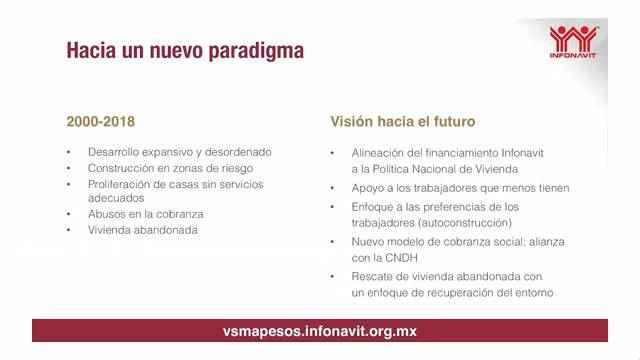 Hacia un nuevo paradigma
INFONAVIT
2000-2018
• Desarrollo expansivo y desordenado
• Construcción en zonas de riesgo
• Proliferación de casas sin servicios
adecuados
• Abusos en la cobranza
• Vivienda abandonada
Visión hacia el futuro
• Alineación del financiamiento Infonavit
a la Política Nacional de Vivienda
• Apoyo a los trabajadores que menos tienen
• Enfoque a las preferencias de los
trabajadores (autoconstrucción)
• Nuevo modelo de cobranza social; alianza
con la CNDH
• Rescate de vivienda abandonada con
un enfoque de recuperación del entorno
vsmapesos.infonavit.org.mx